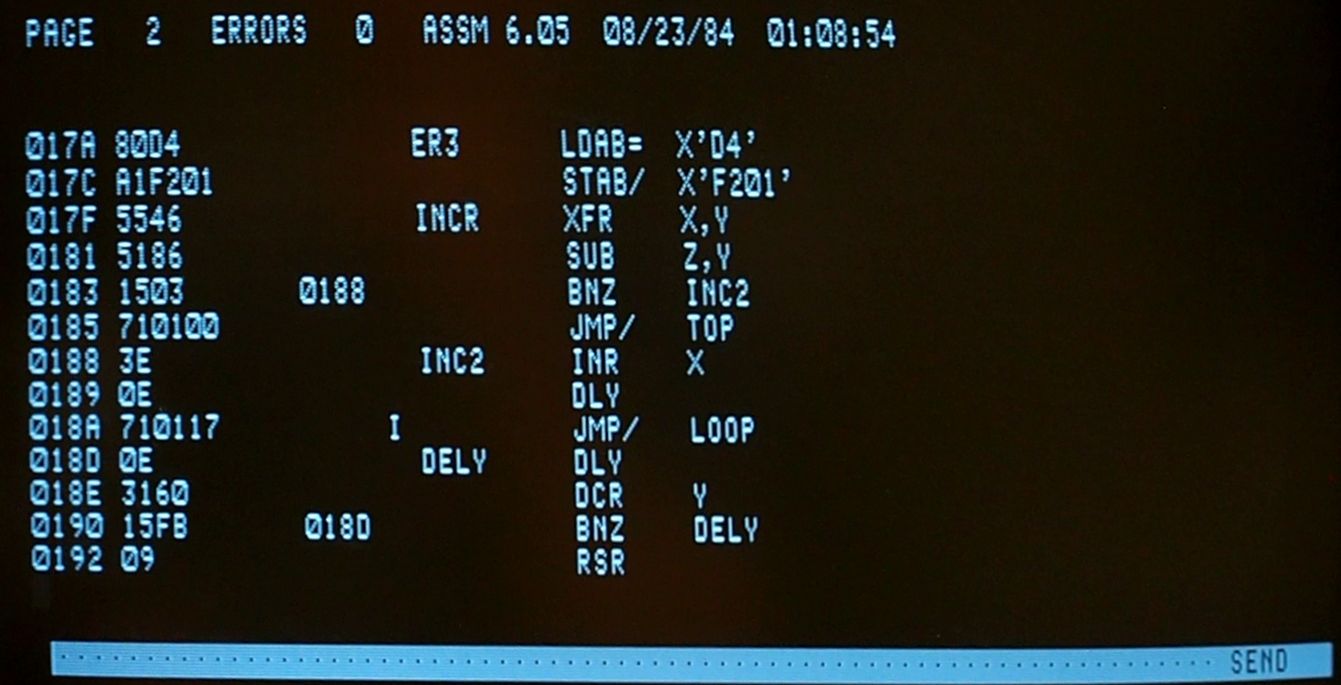 PAGE   2   ERRORS   0   ASSM 6.05  08/23/84  01:08:54
017A 80D4              ER3      LDAB=  X'D4'
017C A1F201                     STAB/  X'F201'
017F 5546              INCR     XFR    X,Y
0181 5186                       SUB    Z,Y
0183 1503       0188            BNZ    INC2
0185 710100                     JMP/   TOP
0188 3E                INC2     INR    X
0189 0E                         DLY
018A 710117          I          JMP/   LOOP
018D 0E                DELY     DLY
018E 3160                       DCR    Y
0190 15FB       018D            BNZ    DELY
0192 09                         RSR
SEND